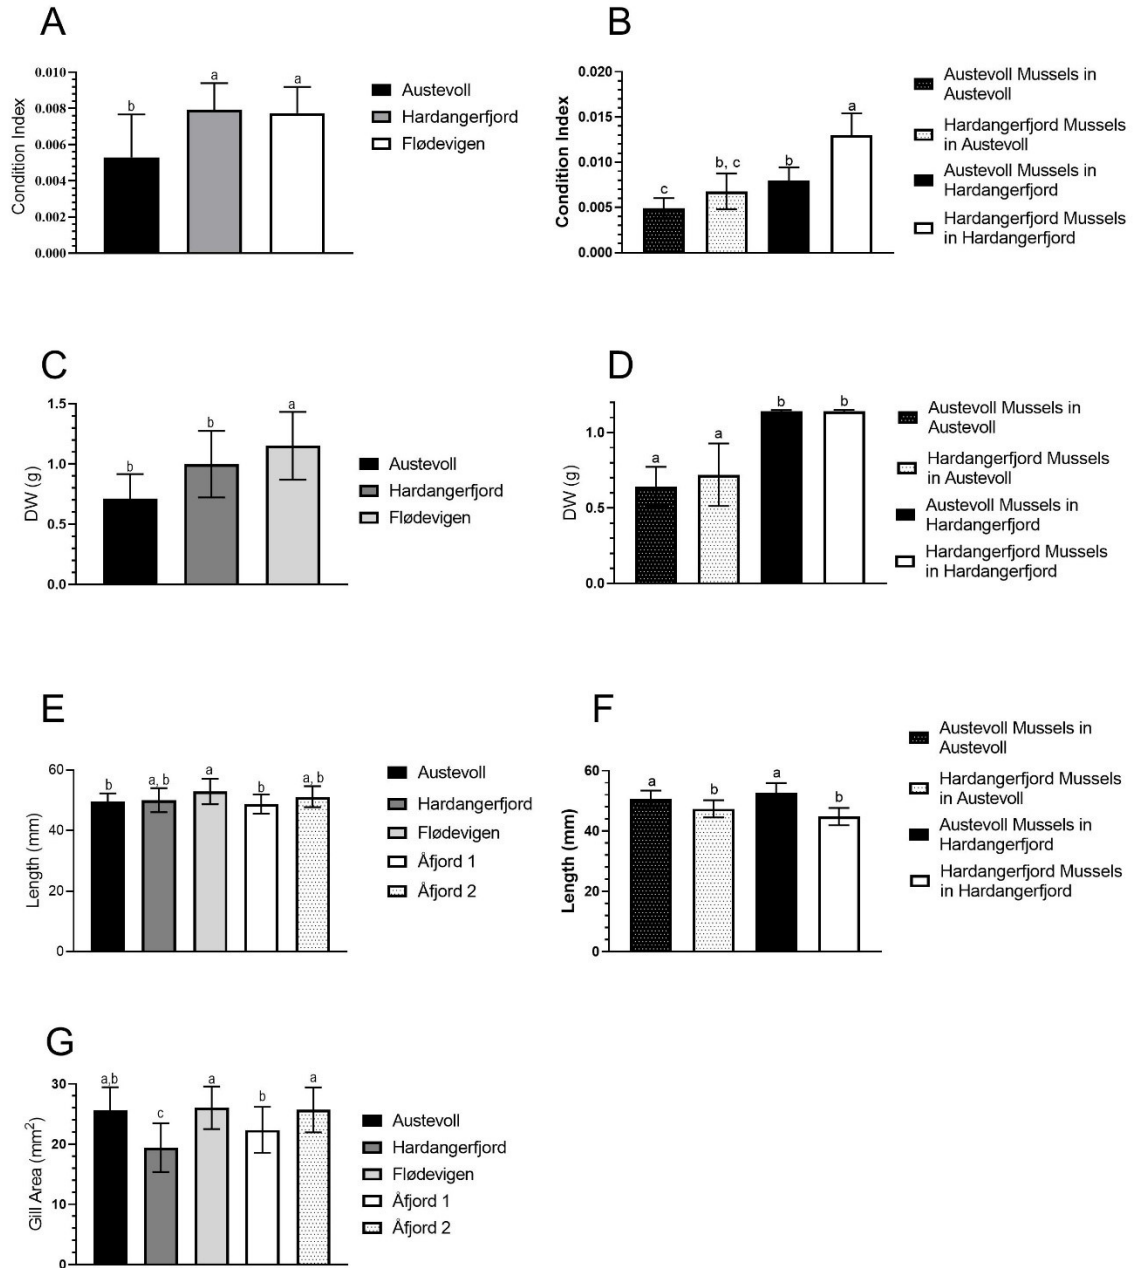 A
0.010
0.008
0.006
0.004
0.002
0.000
Condition Index
b
a
a
Austevoll
Hardangerfjord
Flødevigen
B
0.020
0.015
0.010
0.005
0.000
Condition Index
c
b, c
b
a
Austevoll Mussels in
Austevoll
Hardangerfjord Mussels
in Austevoll
Austevoll Mussels in
Hardangerfjord
Hardangerfjord Mussels
in Hardangerfjord
C
1.5
1.0
0.5
0.0
DW (g)
b
b
a
Austevoll
Hardangerfjord
Flødevigen
D
1.0
0.5
0.0
DW (g)
a
a
b
b
Austevoll Mussels in
Austevoll
Hardangerfjord Mussels
in Austevoll
Austevoll Mussels in
Hardangerfjord
Hardangerfjord Mussels
in Hardangerfjord
E
60
40
20
0
Length (mm)
b
a, b
a
b
a, b
Austevoll
Hardangerfjord
Flødevigen
Åfjord 1
Åfjord 2
F
60
40
20
0
Length (mm)
a
b
a
b
Austevoll Mussels in
Austevoll
Hardangerfjord Mussels
in Austevoll
Austevoll Mussels in
Hardangerfjord
Hardangerfjord Mussels
in Hardangerfjord
G
30
20
10
0
Gill Area (mm²)
a,b
c
a
b
a
Austevoll
Hardangerfjord
Flødevigen
Åfjord 1
Åfjord 2